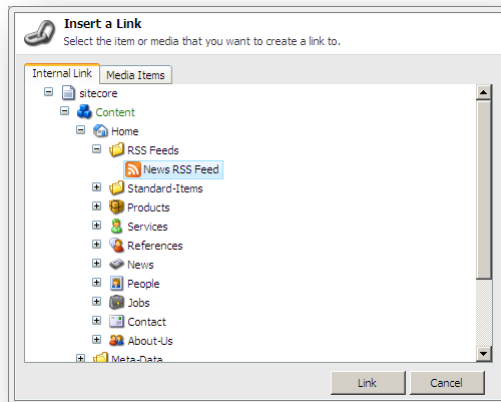 Insert a Link
Select the item or media that you want to create a link to.
Internal Link
Media Items
sitecore
Content
Home
RSS Feeds
News RSS Feed
Standard-Items
Products
Services
References
News
People
Jobs
Contact
About-Us
Meta-Data
Link
Cancel